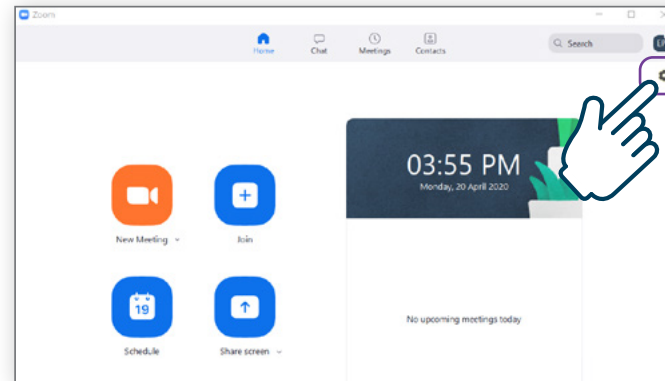 Zoom
Home Chat Meetings Contacts
Search
03:55 PM
Monday, 20 April 2020
New Meeting
Join
19
Schedule
Share screen
No upcoming meetings today